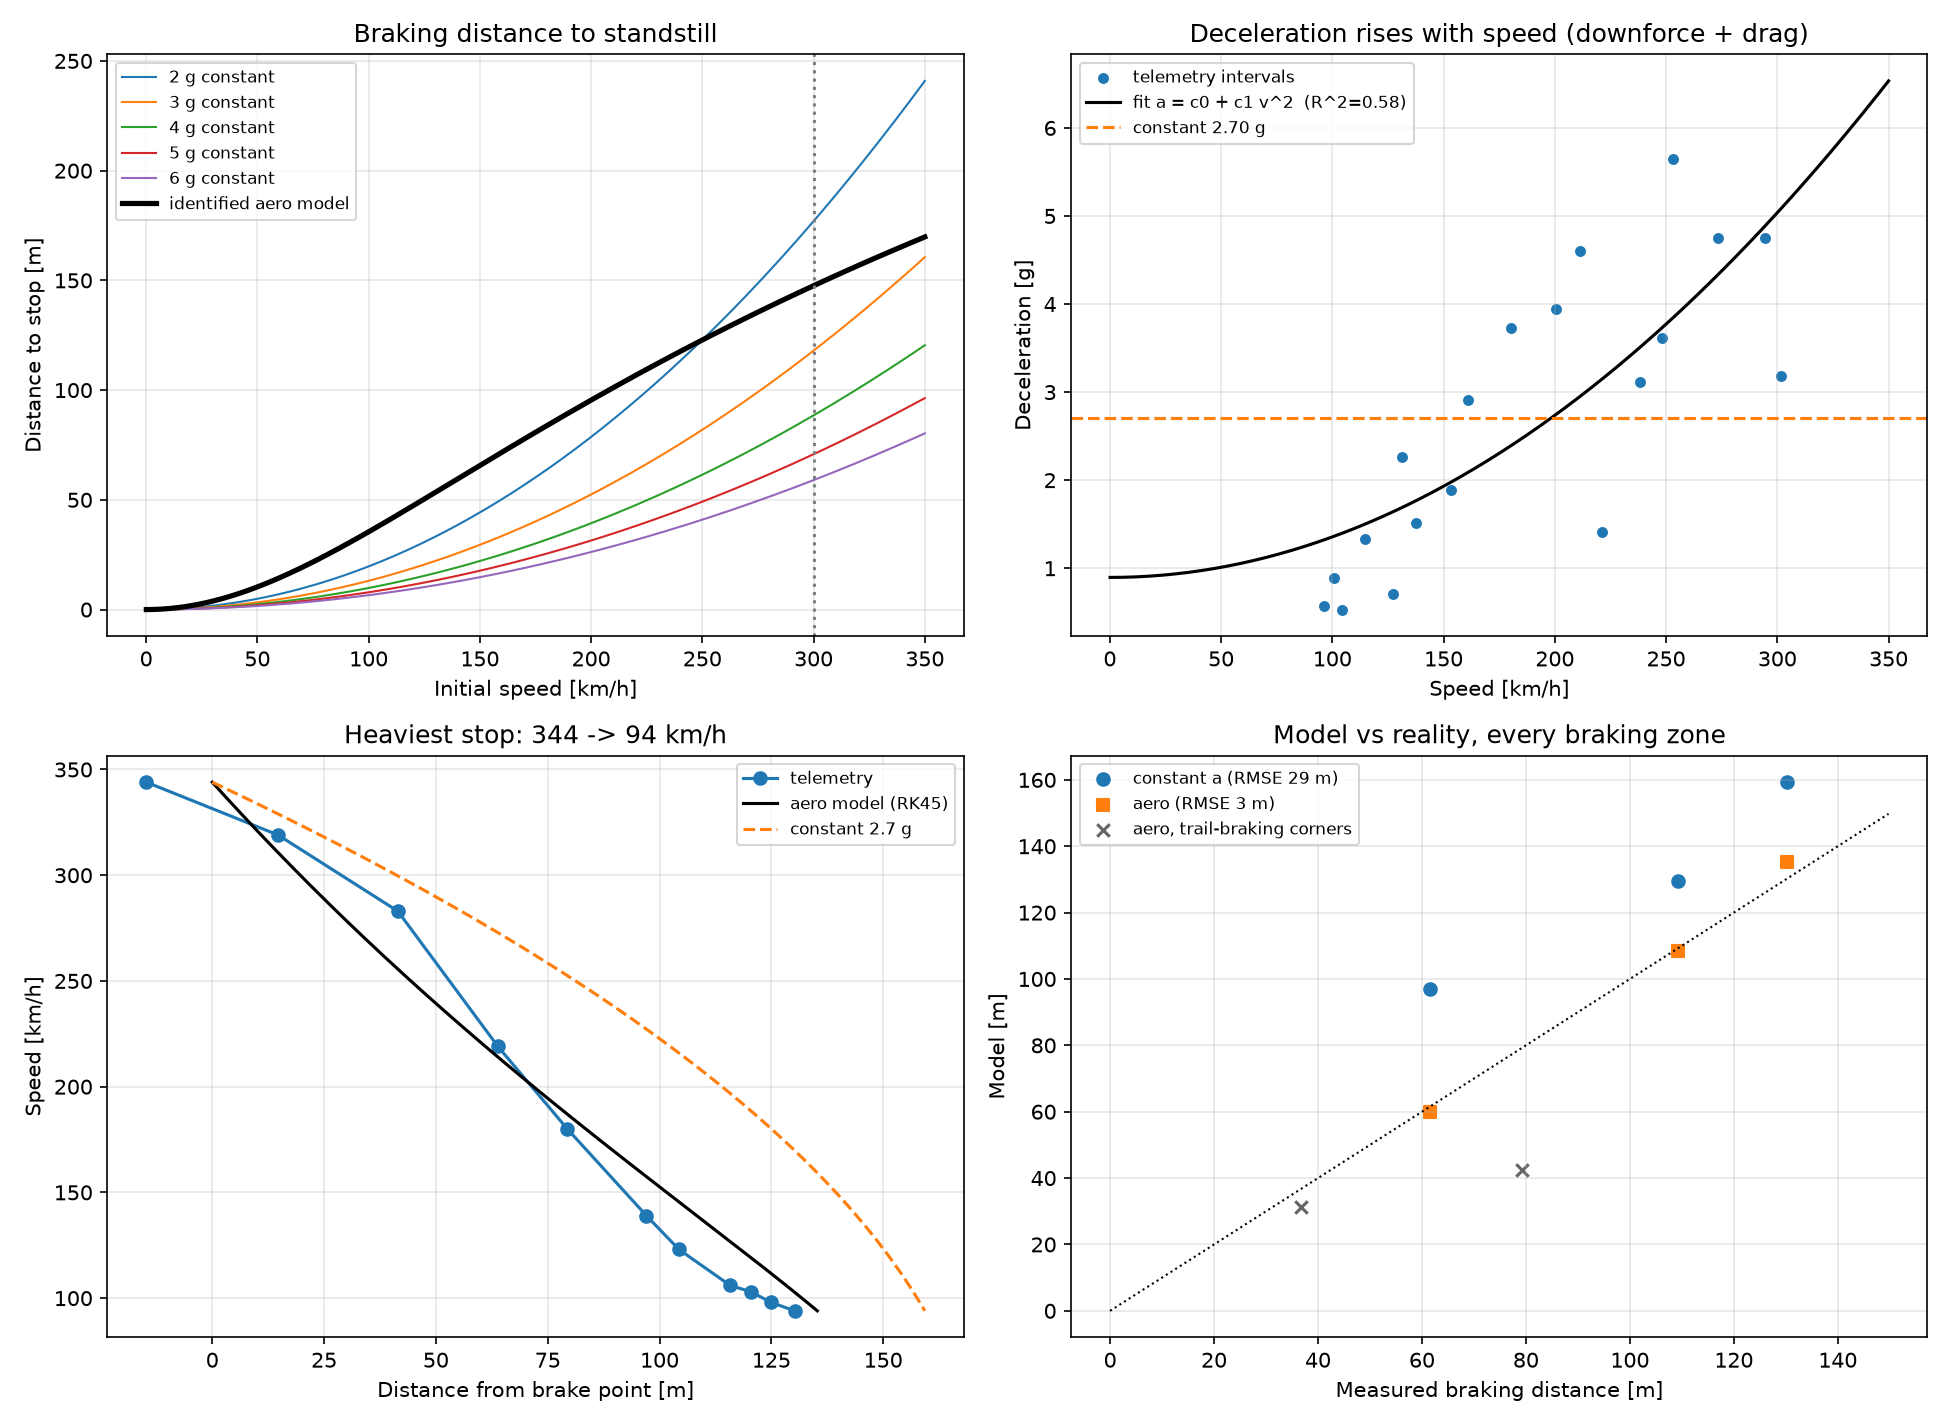 Braking distance to standstill
2 g constant
3 g constant
4 g constant
5 g constant
6 g constant
identified aero model
Distance to stop [m]
250
200
150
100
50
0
0 50 100 150 200 250 300 350
Initial speed [km/h]
Deceleration rises with speed (downforce + drag)
telemetry intervals
fit a = c0 + c1 v^2  (R^2=0.58)
constant 2.70 g
Deceleration [g]
6
5
4
3
2
1
0 50 100 150 200 250 300 350
Speed [km/h]
Heaviest stop: 344 -> 94 km/h
telemetry
aero model (RK45)
constant 2.7 g
Speed [km/h]
350
300
250
200
150
100
0 25 50 75 100 125 150
Distance from brake point [m]
Model vs reality, every braking zone
constant a (RMSE 29 m)
aero (RMSE 3 m)
aero, trail-braking corners
Model [m]
160
140
120
100
80
60
40
20
0
0 20 40 60 80 100 120 140
Measured braking distance [m]